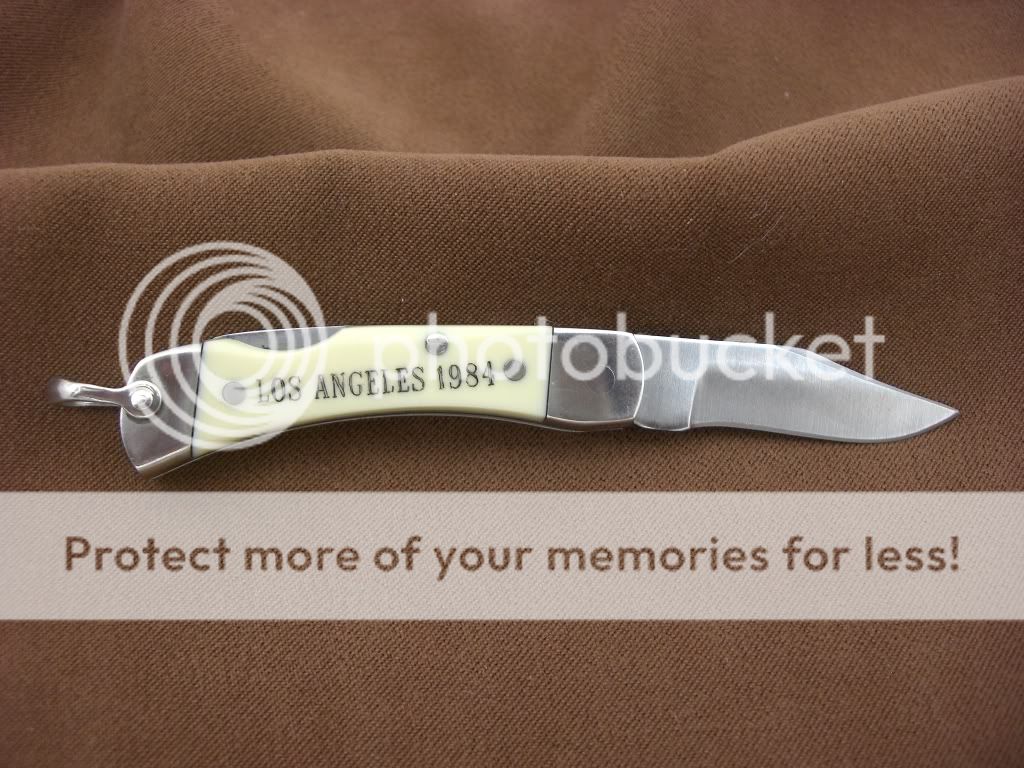 photobucket
LOS ANGELES 1984
Protect more of your memories for less!